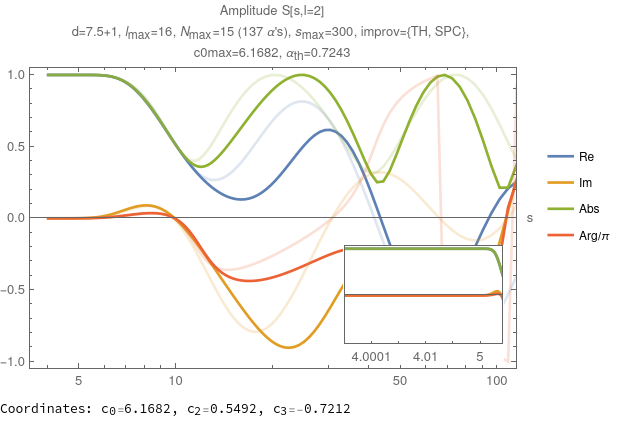 Amplitude S[s,l=2]
d=7.5+1, lmax=16, Nmax=15 (137 α's), smax=300, improv={TH, SPC},
c0max=6.1682, αth=0.7243
1.0
0.5
0.0
-0.5
-1.0
s
Re
Im
Abs
Arg/π
4.0001 4.01 5
5 10 50 100
Coordinates: c0=6.1682, c2=0.5492, c3=-0.7212